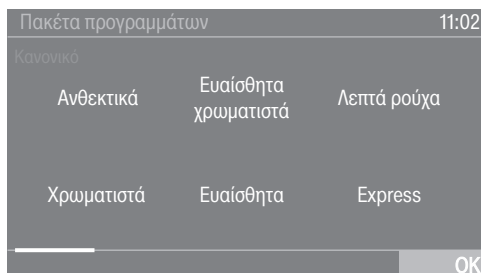 Πακέτα προγραμμάτων 11:02
Κανονικό
Ανθεκτικά
Ευαίσθητα
χρωματιστά
Λεπτά ρούχα
Χρωματιστά
Ευαίσθητα
Express
OK